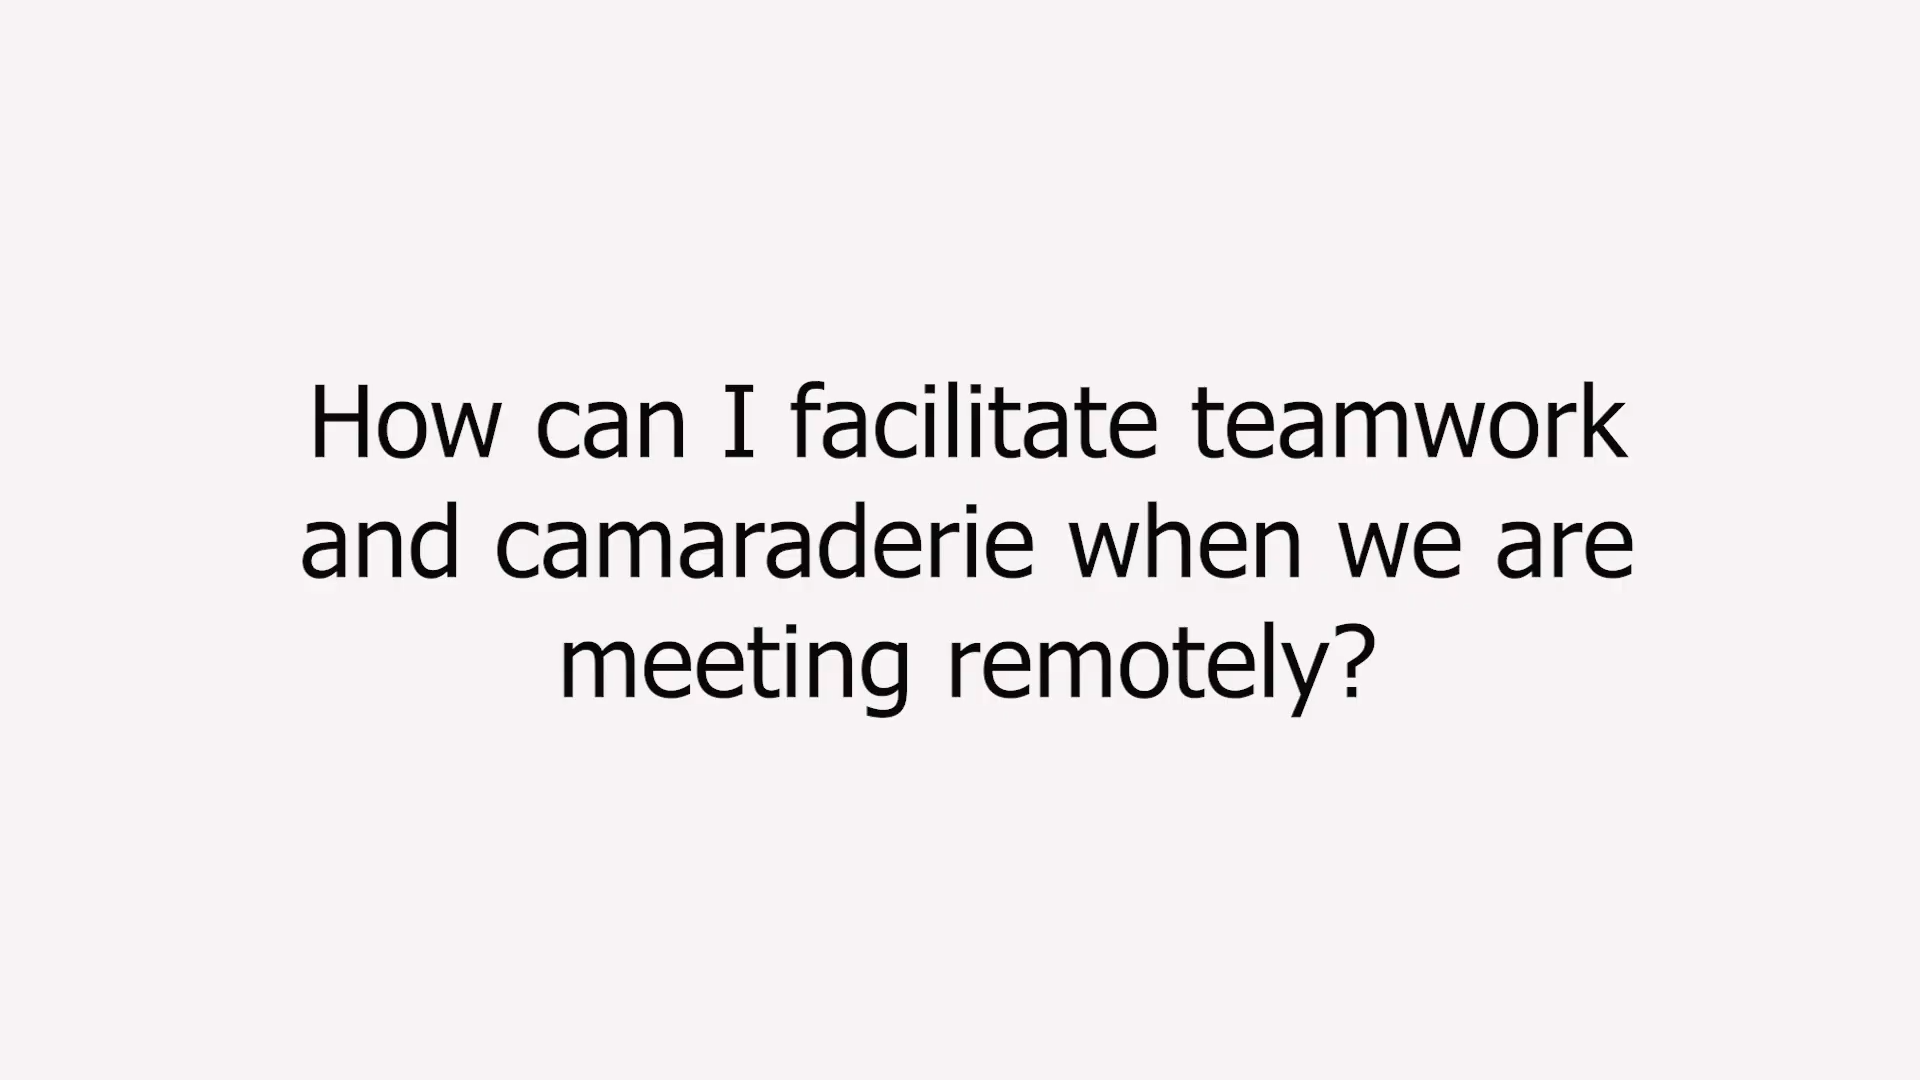 How can I facilitate teamwork
and camaraderie when we are
meeting remotely?